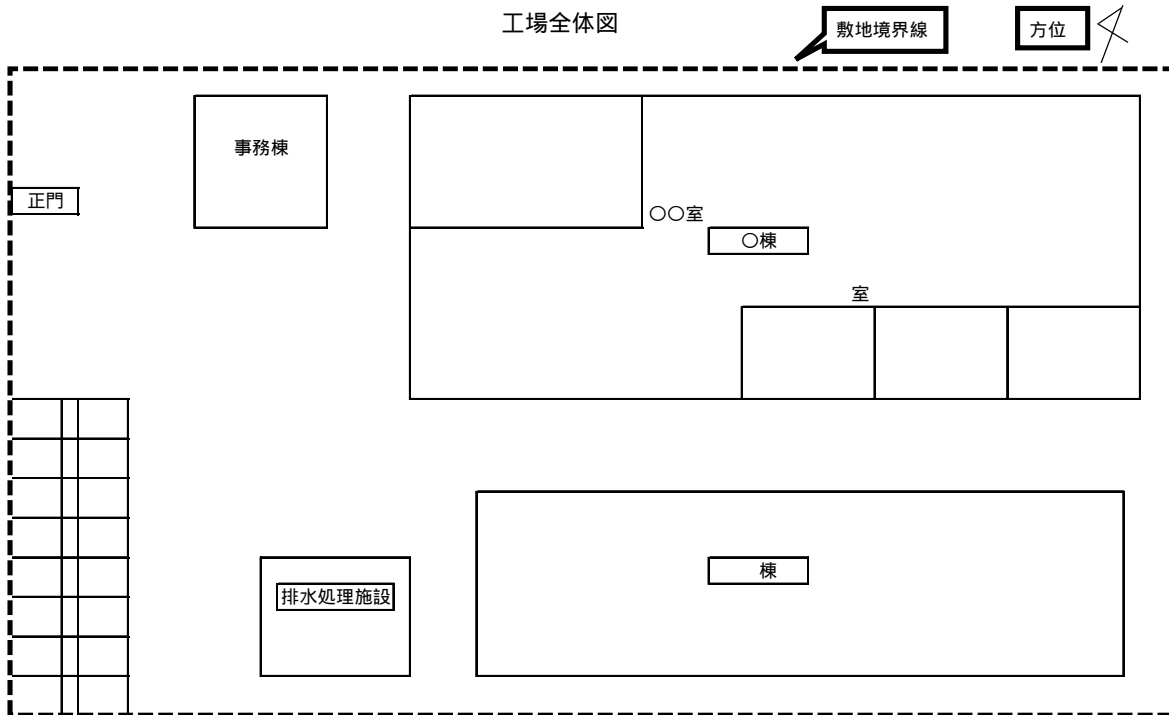 工場全体図
敷地境界線
方位
事務棟
正門
〇〇室
〇棟
室
棟
排水処理施設